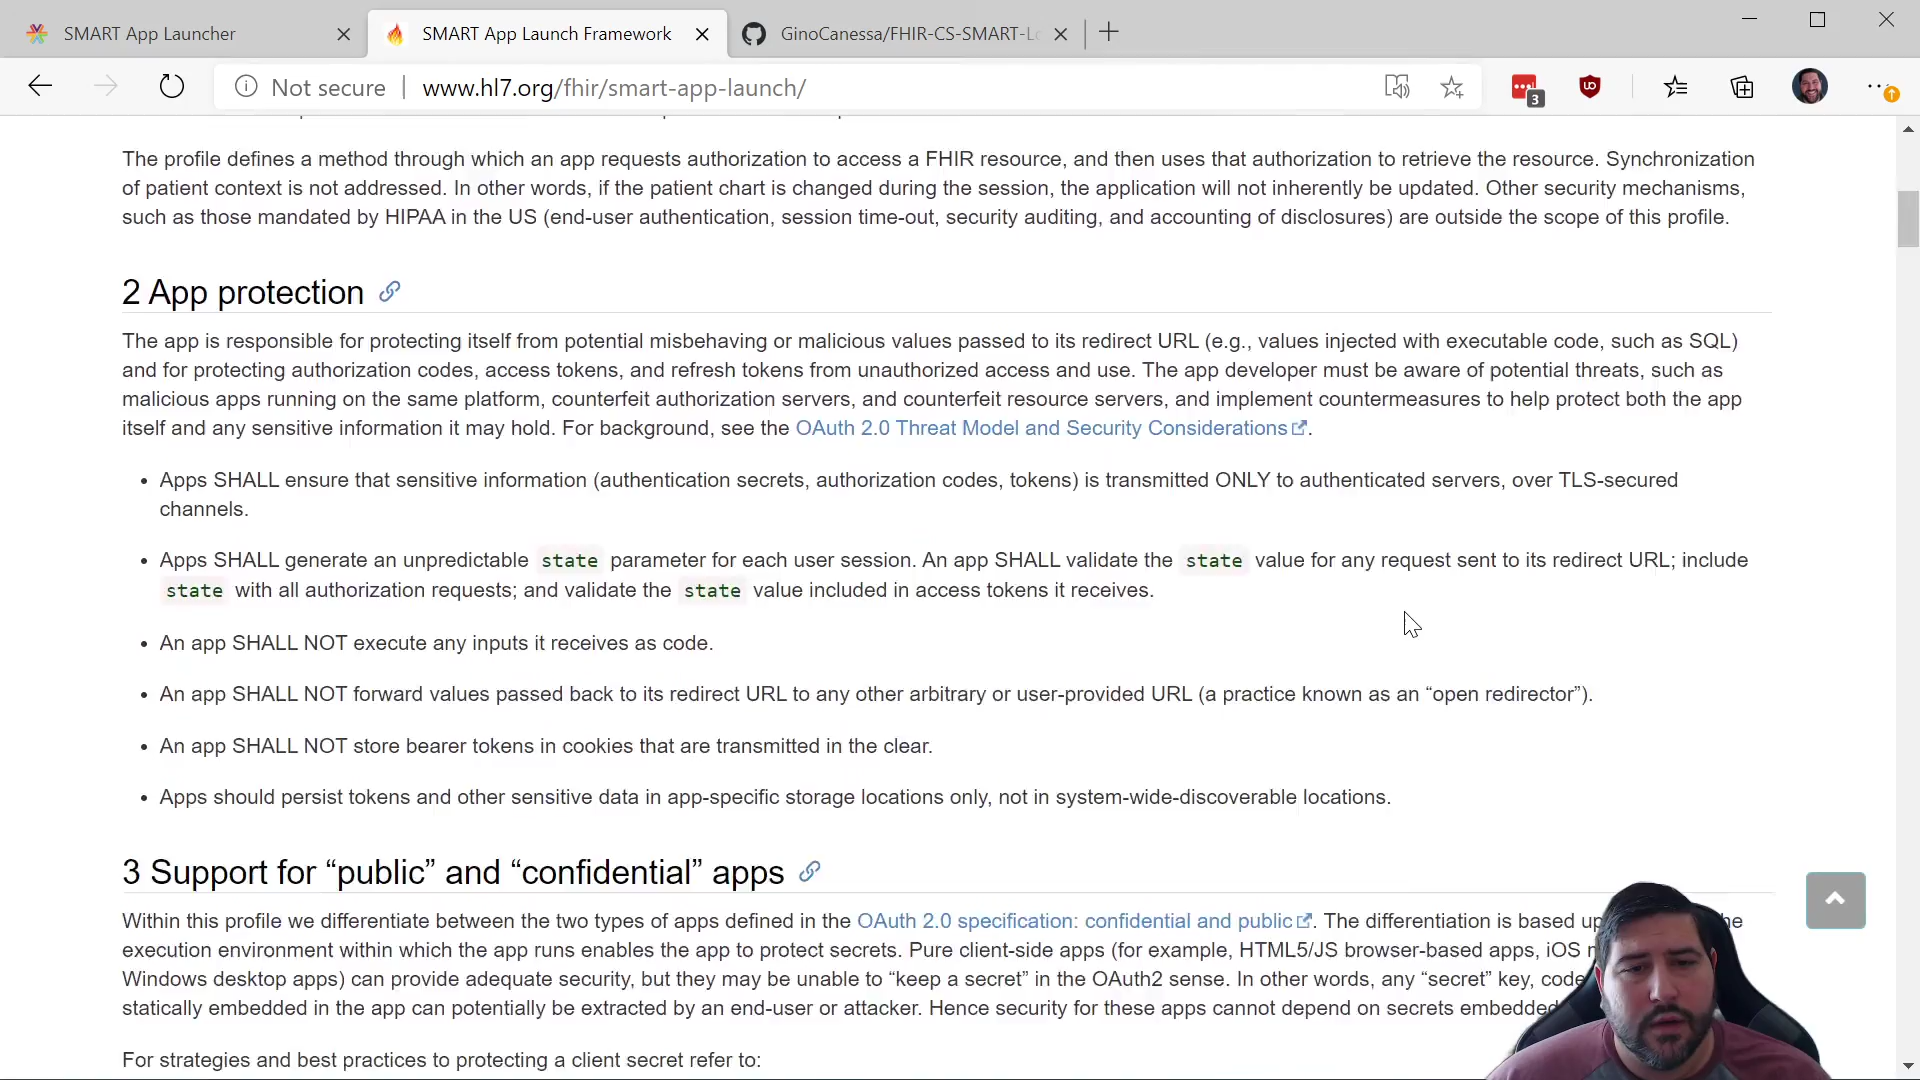 SMART App Launcher
SMART App Launch Framework
GinoCanessa/FHIR-CS-SMART-L
Not secure
www.hl7.org/fhir/smart-app-launch/
3
The profile defines a method through which an app requests authorization to access a FHIR resource, and then uses that authorization to retrieve the resource. Synchronization
of patient context is not addressed. In other words, if the patient chart is changed during the session, the application will not inherently be updated. Other security mechanisms,
such as those mandated by HIPAA in the US (end-user authentication, session time-out, security auditing, and accounting of disclosures) are outside the scope of this profile.
2 App protection
The app is responsible for protecting itself from potential misbehaving or malicious values passed to its redirect URL (e.g., values injected with executable code, such as SQL)
and for protecting authorization codes, access tokens, and refresh tokens from unauthorized access and use. The app developer must be aware of potential threats, such as
malicious apps running on the same platform, counterfeit authorization servers, and counterfeit resource servers, and implement countermeasures to help protect both the app
itself and any sensitive information it may hold. For background, see the OAuth 2.0 Threat Model and Security Considerations.
• Apps SHALL ensure that sensitive information (authentication secrets, authorization codes, tokens) is transmitted ONLY to authenticated servers, over TLS-secured
channels.
• Apps SHALL generate an unpredictable state parameter for each user session. An app SHALL validate the state value for any request sent to its redirect URL; include
state with all authorization requests; and validate the state value included in access tokens it receives.
• An app SHALL NOT execute any inputs it receives as code.
• An app SHALL NOT forward values passed back to its redirect URL to any other arbitrary or user-provided URL (a practice known as an “open redirector”).
• An app SHALL NOT store bearer tokens in cookies that are transmitted in the clear.
• Apps should persist tokens and other sensitive data in app-specific storage locations only, not in system-wide-discoverable locations.
3 Support for “public” and “confidential” apps
Within this profile we differentiate between the two types of apps defined in the OAuth 2.0 specification: confidential and public. The differentiation is based
execution environment within which the app runs enables the app to protect secrets. Pure client-side apps (for example, HTML5/JS browser-based apps, iOS
Windows desktop apps) can provide adequate security, but they may be unable to “keep a secret” in the OAuth2 sense. In other words, any “secret” key, code
statically embedded in the app can potentially be extracted by an end-user or attacker. Hence security for these apps cannot depend on secrets embedded
For strategies and best practices to protecting a client secret refer to: